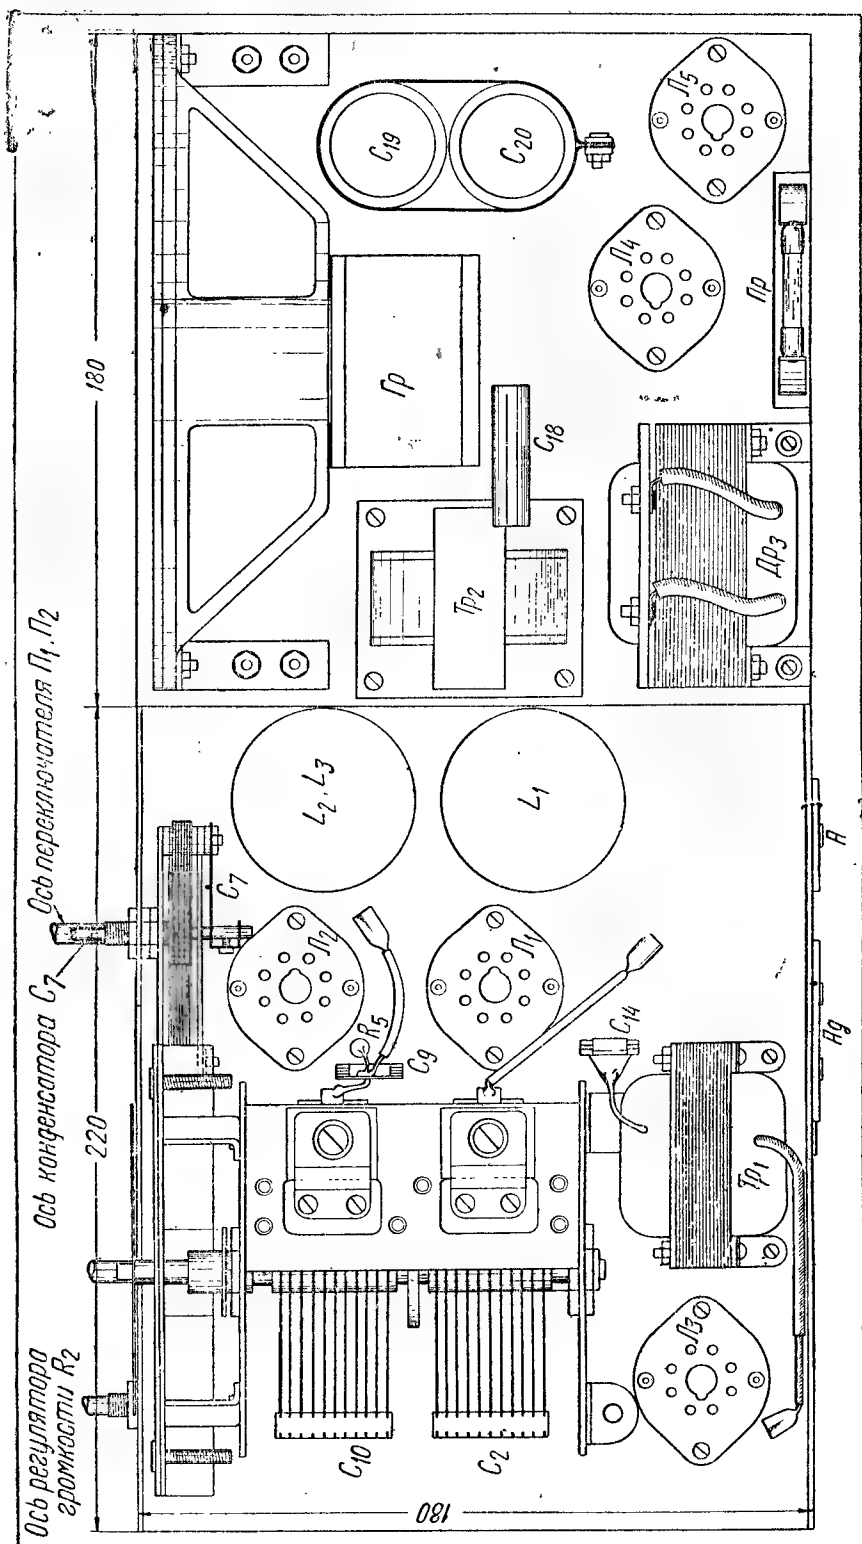 Ось регулятора
громкости R2
Ось конденсатора C7
Ось переключателя П1, П2
220
180
180
C10
C2
Л3
Тр1
C14
Ад
А
C9
R5
Л2
Л1
C7
L2, L3
L1
Тр2
C18
Др3
Гр
Пр
Л4
Л5
C19
C20